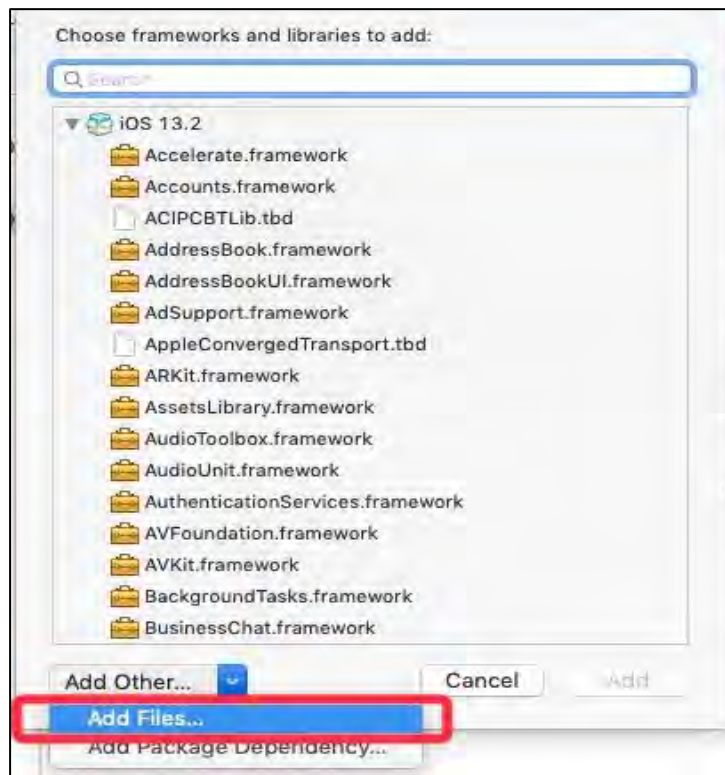 Choose frameworks and libraries to add:
Search
iOS 13.2
Accelerate.framework
Accounts.framework
ACIPCBTLib.tbd
AddressBook.framework
AddressBookUI.framework
AdSupport.framework
AppleConvergedTransport.tbd
ARKit.framework
AssetsLibrary.framework
AudioToolbox.framework
AudioUnit.framework
AuthenticationServices.framework
AVFoundation.framework
AVKit.framework
BackgroundTasks.framework
BusinessChat.framework
Add Other... Cancel Add
Add Files...
Add Package Dependency...